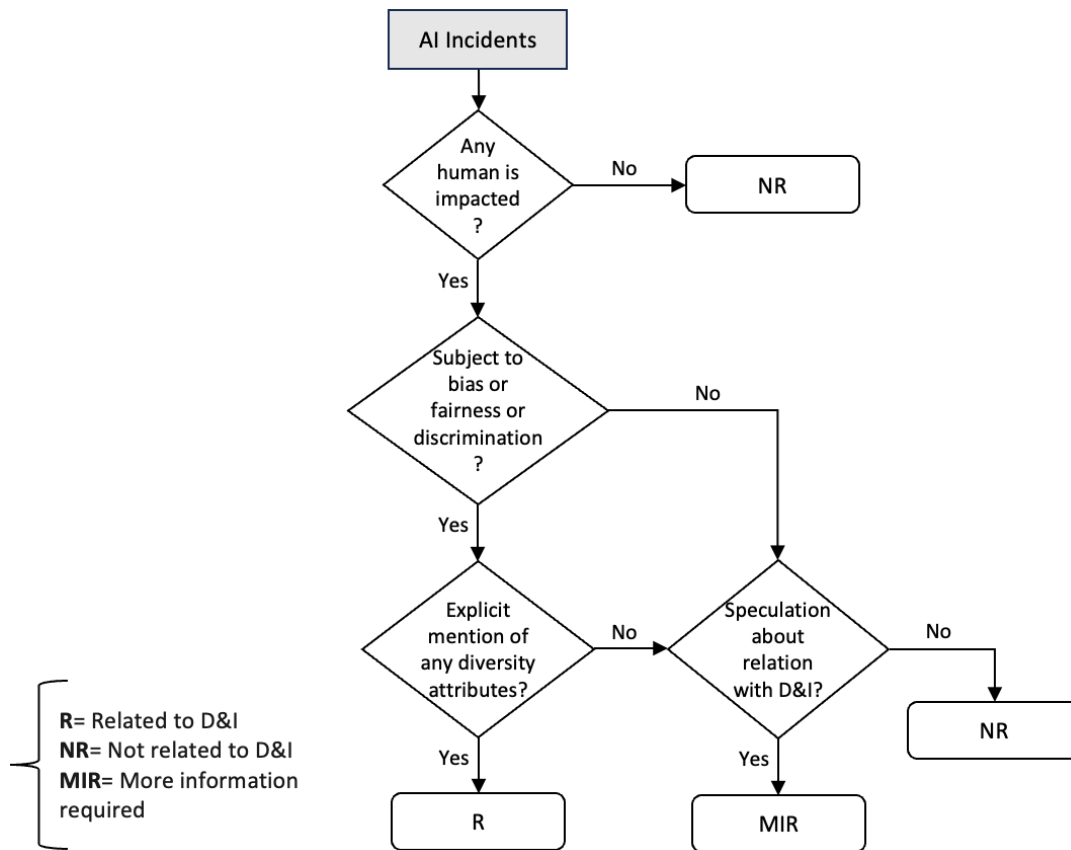 AI Incidents
Any
human is
impacted
?
No
NR
Yes
Subject to
bias or
fairness or
discrimination
?
No
Yes
Explicit
mention of
any diversity
attributes?
No
Speculation
about
relation
with D&I?
No
NR
Yes
R
Yes
MIR
R= Related to D&I
NR= Not related to D&I
MIR= More information
required